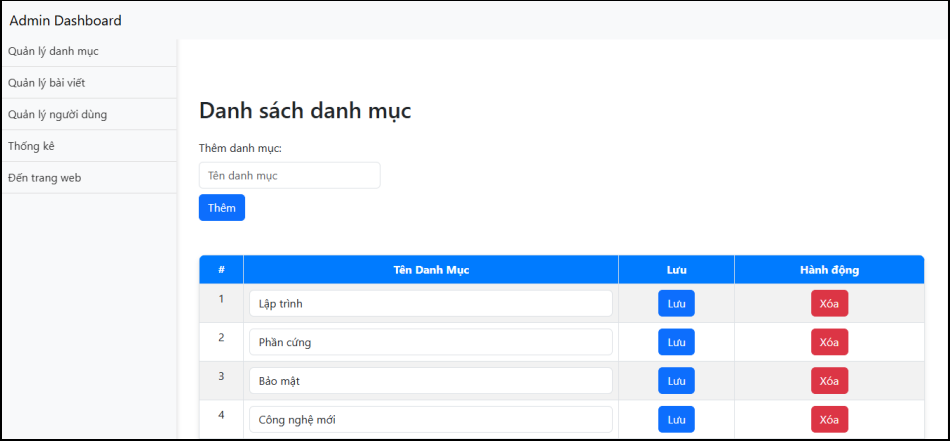 Admin Dashboard
Quản lý danh mục
Quản lý bài viết
Quản lý người dùng
Thống kê
Đến trang web
Danh sách danh mục
Thêm danh mục:
Tên danh mục
Thêm
# Tên Danh Mục Lưu Hành động
1 Lập trình Lưu Xóa
2 Phần cứng Lưu Xóa
3 Bảo mật Lưu Xóa
4 Công nghệ mới Lưu Xóa